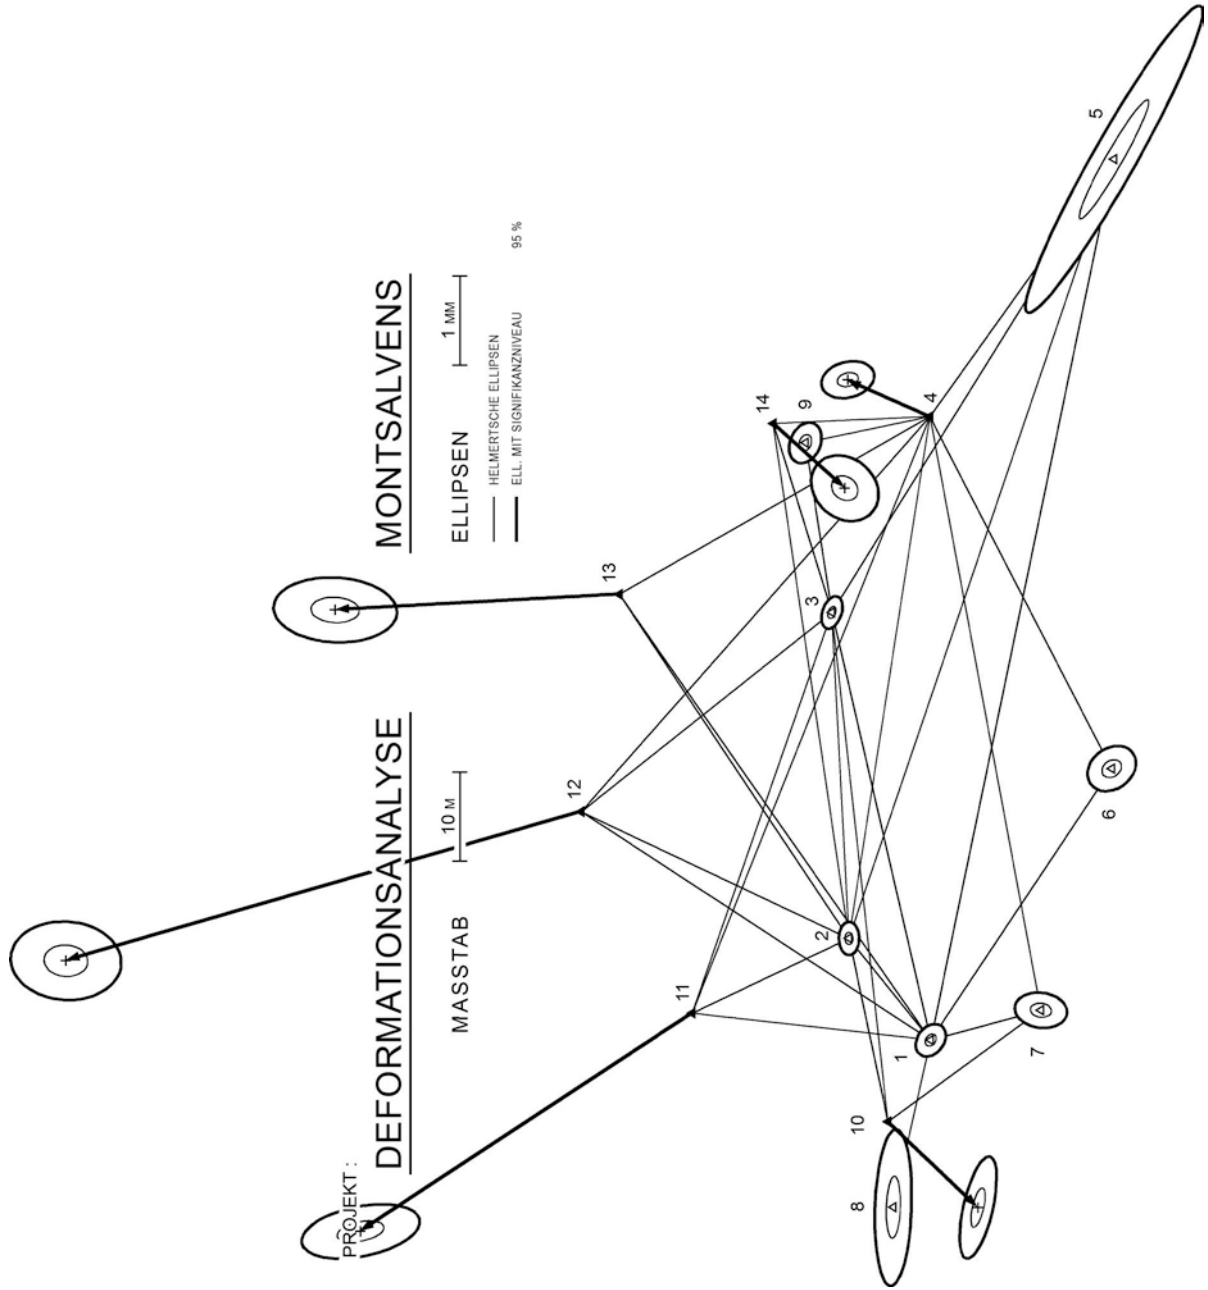 PROJEKT :
DEFORMATIONSANALYSE MONTSALVENS
MASSTAB 10 M ELLIPSEN 1 MM
HELMERTSCHE ELLIPSEN
ELL. MIT SIGNIFIKANZNIVEAU 95 %
12
13
11
14
9
3
2
4
5
10
8
1
7
6